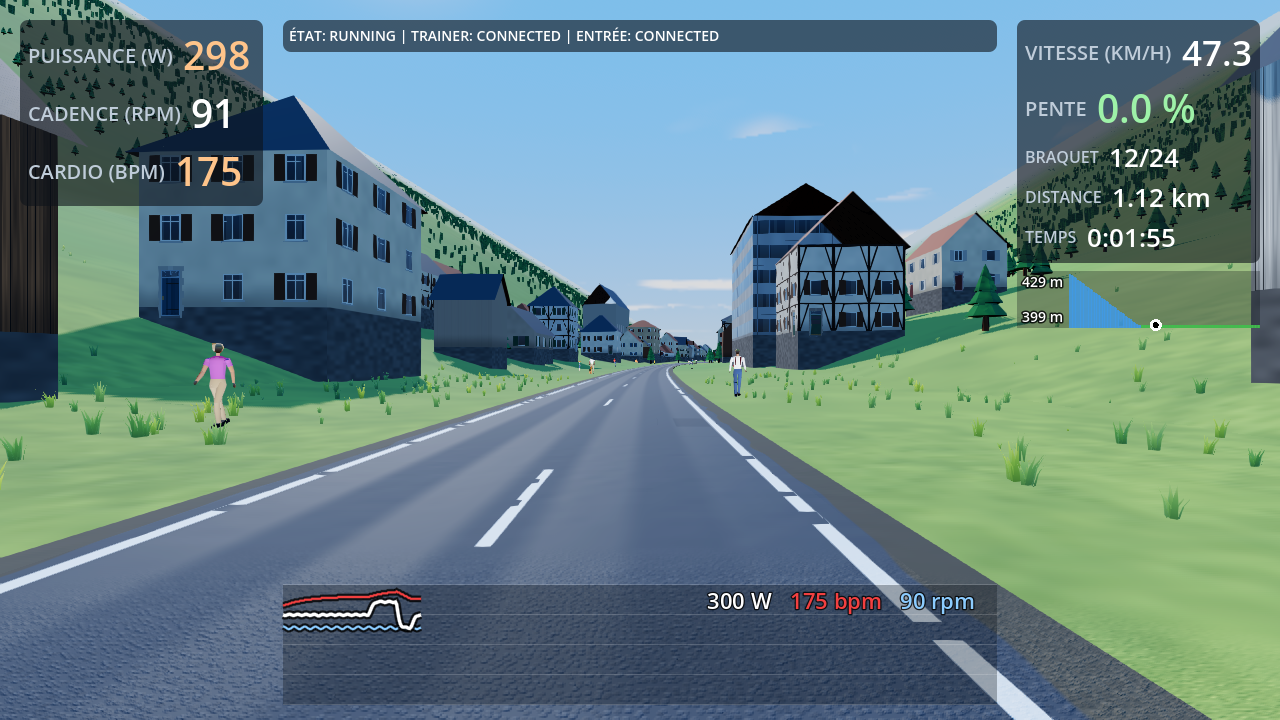 PUISSANCE (W) 298
CADENCE (RPM) 91
CARDIO (BPM) 175
ÉTAT: RUNNING | TRAINER: CONNECTED | ENTRÉE: CONNECTED
VITESSE (KM/H) 47.3
PENTE 0.0 %
BRAQUET 12/24
DISTANCE 1.12 km
TEMPS 0:01:55
429 m
399 m
300 W 175 bpm 90 rpm